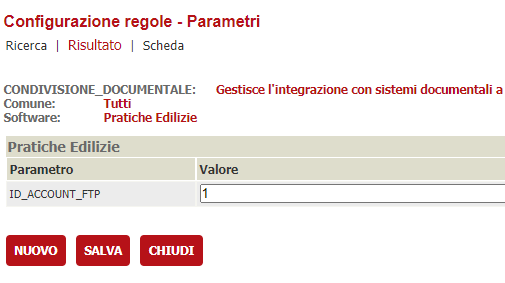 Configurazione regole - Parametri
Ricerca | Risultato | Scheda
CONDIVISIONE_DOCUMENTALE: Gestisce l'integrazione con sistemi documentali a
Comune: Tutti
Software: Pratiche Edilizie
Pratiche Edilizie
Parametro Valore
ID_ACCOUNT_FTP 1
NUOVO SALVA CHIUDI